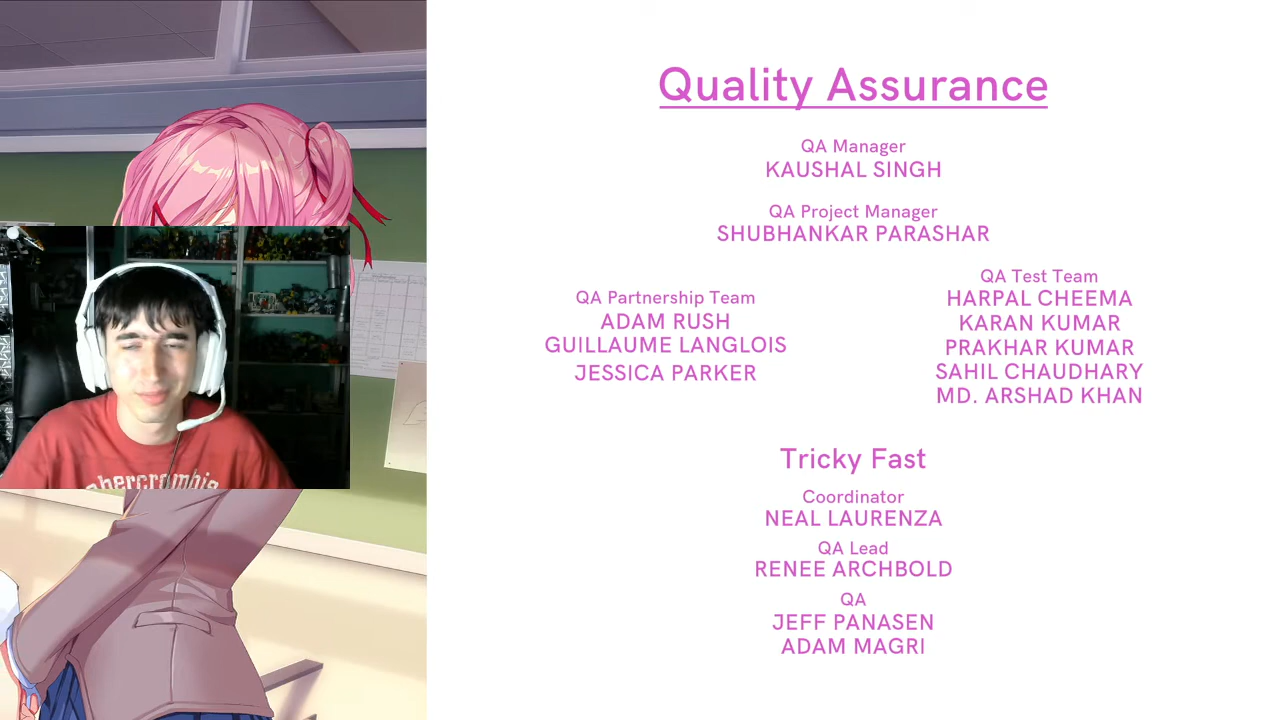 Quality Assurance
QA Manager
KAUSHAL SINGH
QA Project Manager
SHUBHANKAR PARASHAR
QA Partnership Team
ADAM RUSH
GUILLAUME LANGLOIS
JESSICA PARKER
QA Test Team
HARPAL CHEEMA
KARAN KUMAR
PRAKHAR KUMAR
SAHIL CHAUDHARY
MD. ARSHAD KHAN
Tricky Fast
Coordinator
NEAL LAURENZA
QA Lead
RENEE ARCHBOLD
QA
JEFF PANASEN
ADAM MAGRI
abercrombie